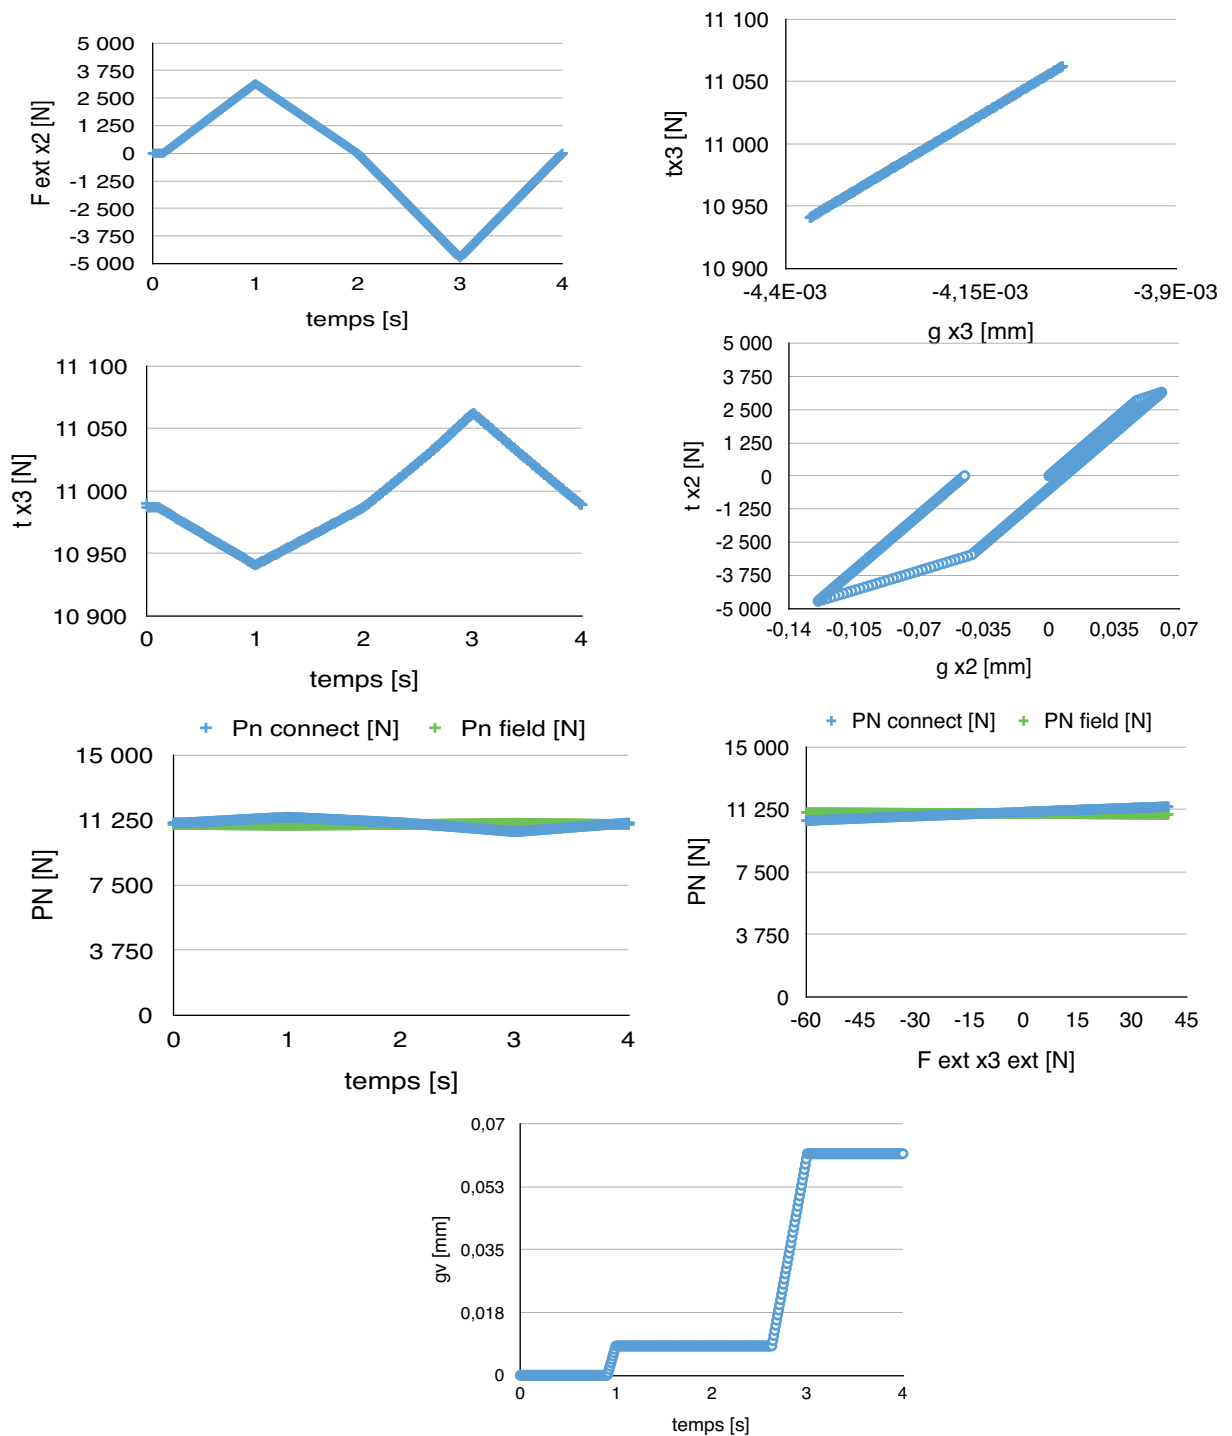 5 000
3 750
2 500
1 250
0
-1 250
-2 500
-3 750
-5 000
F ext x2 [N]
0 1 2 3 4
temps [s]
11 100
11 050
11 000
10 950
10 900
tx3 [N]
-4,4E-03 -4,15E-03 -3,9E-03
g x3 [mm]
11 100
11 050
11 000
10 950
10 900
t x3 [N]
0 1 2 3 4
temps [s]
5 000
3 750
2 500
1 250
0
-1 250
-2 500
-3 750
-5 000
t x2 [N]
-0,14 -0,105 -0,07 -0,035 0 0,035 0,07
g x2 [mm]
Pn connect [N] Pn field [N]
15 000
11 250
7 500
3 750
0
PN [N]
0 1 2 3 4
temps [s]
PN connect [N] PN field [N]
15 000
11 250
7 500
3 750
0
PN [N]
-60 -45 -30 -15 0 15 30 45
F ext x3 ext [N]
0,07
0,053
0,035
0,018
0
gv [mm]
0 1 2 3 4
temps [s]